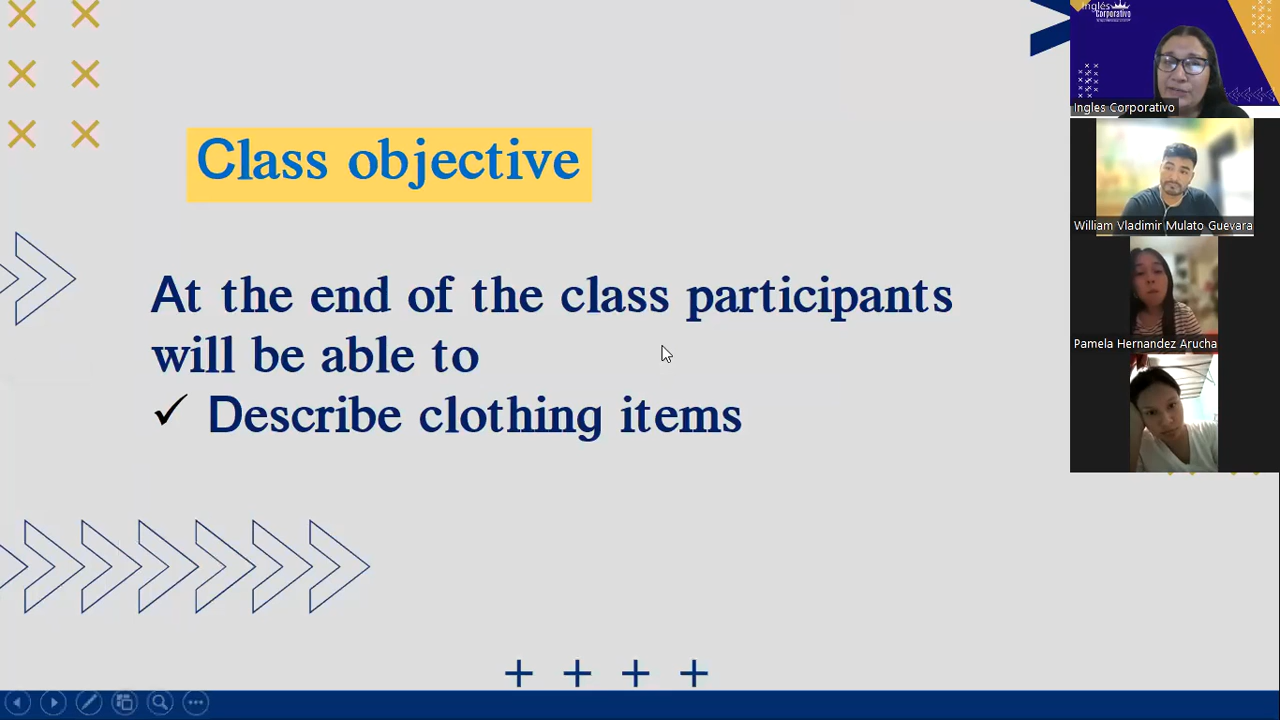 Class objective
At the end of the class participants
will be able to
✓ Describe clothing items
Inglés
Corporativo
Ingles Corporativo
William Vladimir Mulato Guevara
Pamela Hernandez Arucha